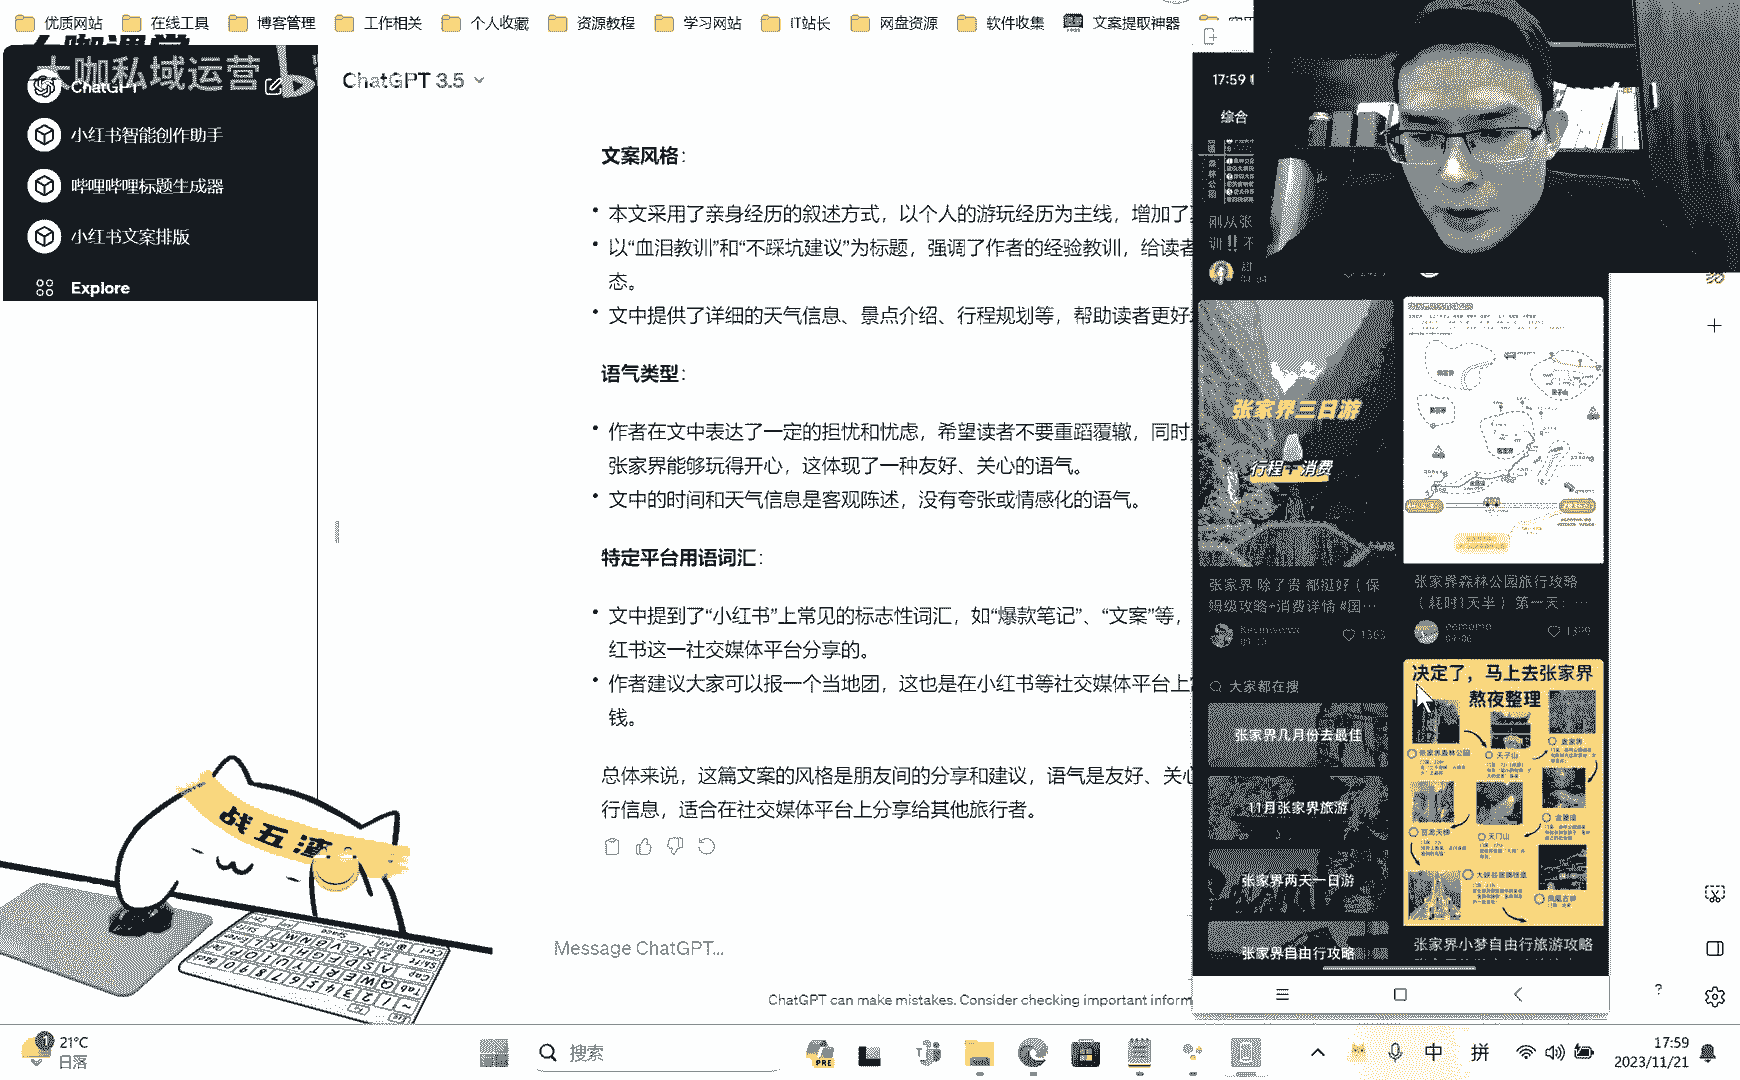 优质网站
在线工具
博客管理
工作相关
个人收藏
资源教程
学习网站
IT站长
网盘资源
软件收集
文案提取神器
大咖私域运营
ChatGPT
小红书智能创作助手
哔哩哔哩标题生成器
小红书文案排版
Explore
ChatGPT 3.5
文案风格：
本文采用了亲身经历的叙述方式，以个人的游玩经历为主线，增加了
以“血泪教训”和“不踩坑建议”为标题，强调了作者的经验教训，给读者
态。
文中提供了详细的天气信息、景点介绍、行程规划等，帮助读者更好
语气类型：
作者在文中表达了一定的担忧和忧虑，希望读者不要重蹈覆辙，同时
张家界能够玩得开心，这体现了一种友好、关心的语气。
文中的时间和天气信息是客观陈述，没有夸张或情感化的语气。
特定平台用语词汇：
文中提到了“小红书”上常见的标志性词汇，如“爆款笔记”、“文案”等，
红书这一社交媒体平台分享的。
作者建议大家可以报一个当地团，这也是在小红书等社交媒体平台上
钱。
总体来说，这篇文案的风格是朋友间的分享和建议，语气是友好、关心
行信息，适合在社交媒体平台上分享给其他旅行者。
Message ChatGPT...
ChatGPT can make mistakes. Consider checking important inform
战五渣
17:59
综合
刚从张
训‼不
张家界三日游
行程+消费
张家界 除了贵 都挺好（保
姆级攻略+消费详情 #国…
1363
张家界森林公园旅行攻略
（耗时1天半） 第一天：…
1399
大家都在搜
张家界几月份去最佳
11月张家界旅游
张家界两天一日游
张家界自由行攻略
决定了，马上去张家界
熬夜整理
张家界森林公园
天子山
天门山
大峡谷玻璃栈道
凤凰古城
张家界小梦自由行旅游攻略
21°C
日落
搜索
PRE
中
拼
17:59
2023/11/21